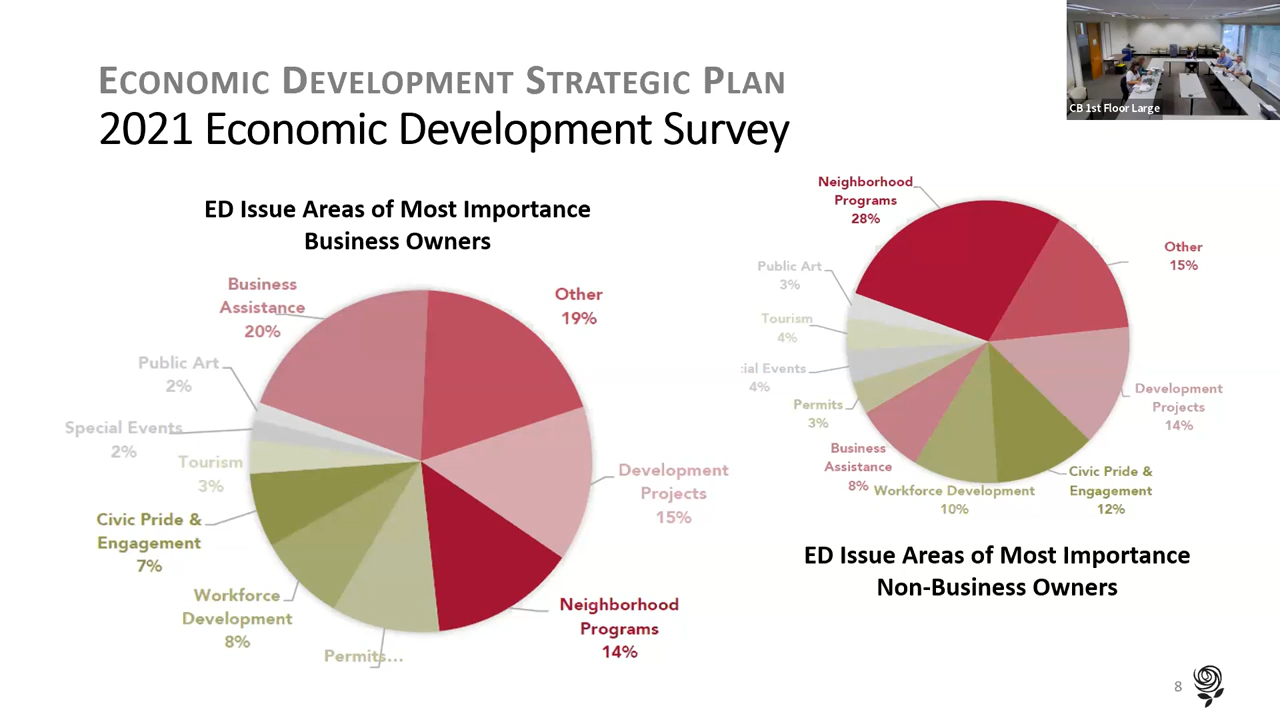 ECONOMIC DEVELOPMENT STRATEGIC PLAN
2021 Economic Development Survey
CB 1st Floor Large
ED Issue Areas of Most Importance
Business Owners
Business
Assistance
20%
Other
19%
Public Art
2%
Special Events
2%
Tourism
3%
Development
Projects
15%
Civic Pride &
Engagement
7%
Workforce
Development
8%
Neighborhood
Programs
14%
Permits...
Neighborhood
Programs
28%
Other
15%
Public Art
3%
Tourism
4%
cial Events
4%
Permits
3%
Development
Projects
14%
Business
Assistance
8%
Civic Pride &
Engagement
12%
Workforce Development
10%
ED Issue Areas of Most Importance
Non-Business Owners
8